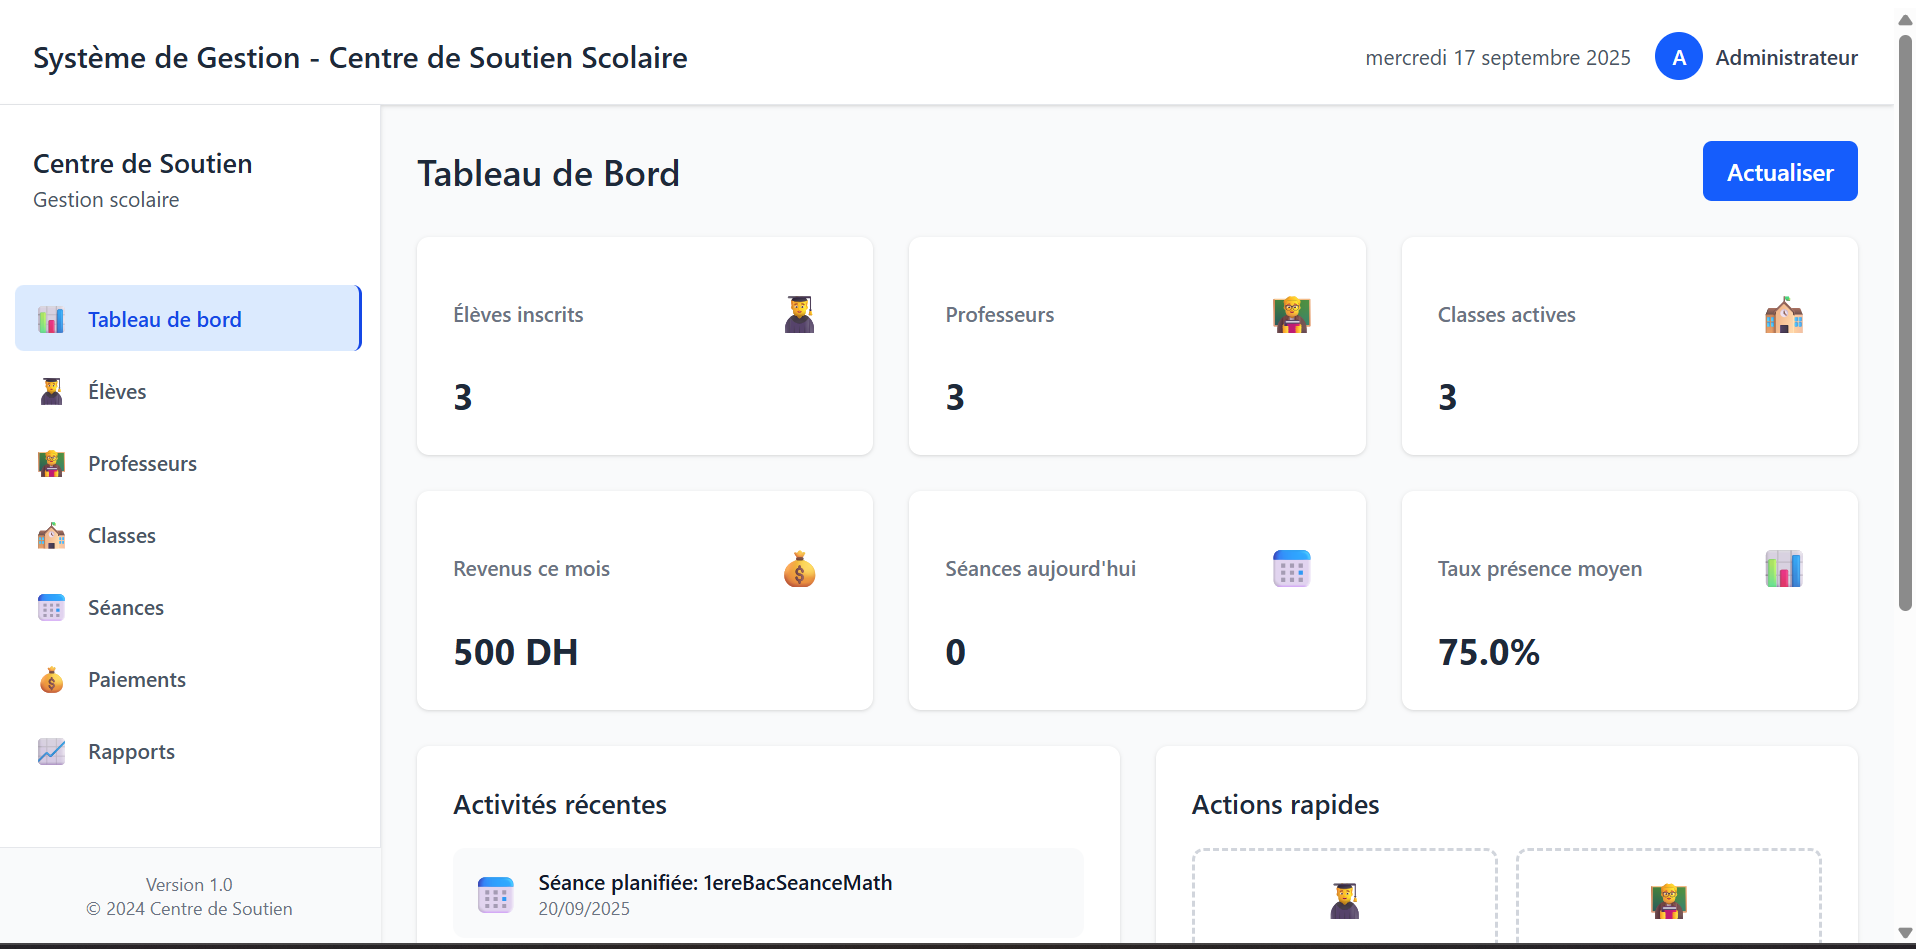 Système de Gestion - Centre de Soutien Scolaire
mercredi 17 septembre 2025
A
Administrateur
Centre de Soutien
Gestion scolaire
Tableau de bord
Élèves
Professeurs
Classes
Séances
Paiements
Rapports
Version 1.0
© 2024 Centre de Soutien
Tableau de Bord
Actualiser
Élèves inscrits
3
Professeurs
3
Classes actives
3
Revenus ce mois
500 DH
Séances aujourd'hui
0
Taux présence moyen
75.0%
Activités récentes
Séance planifiée: 1ereBacSeanceMath
20/09/2025
Actions rapides